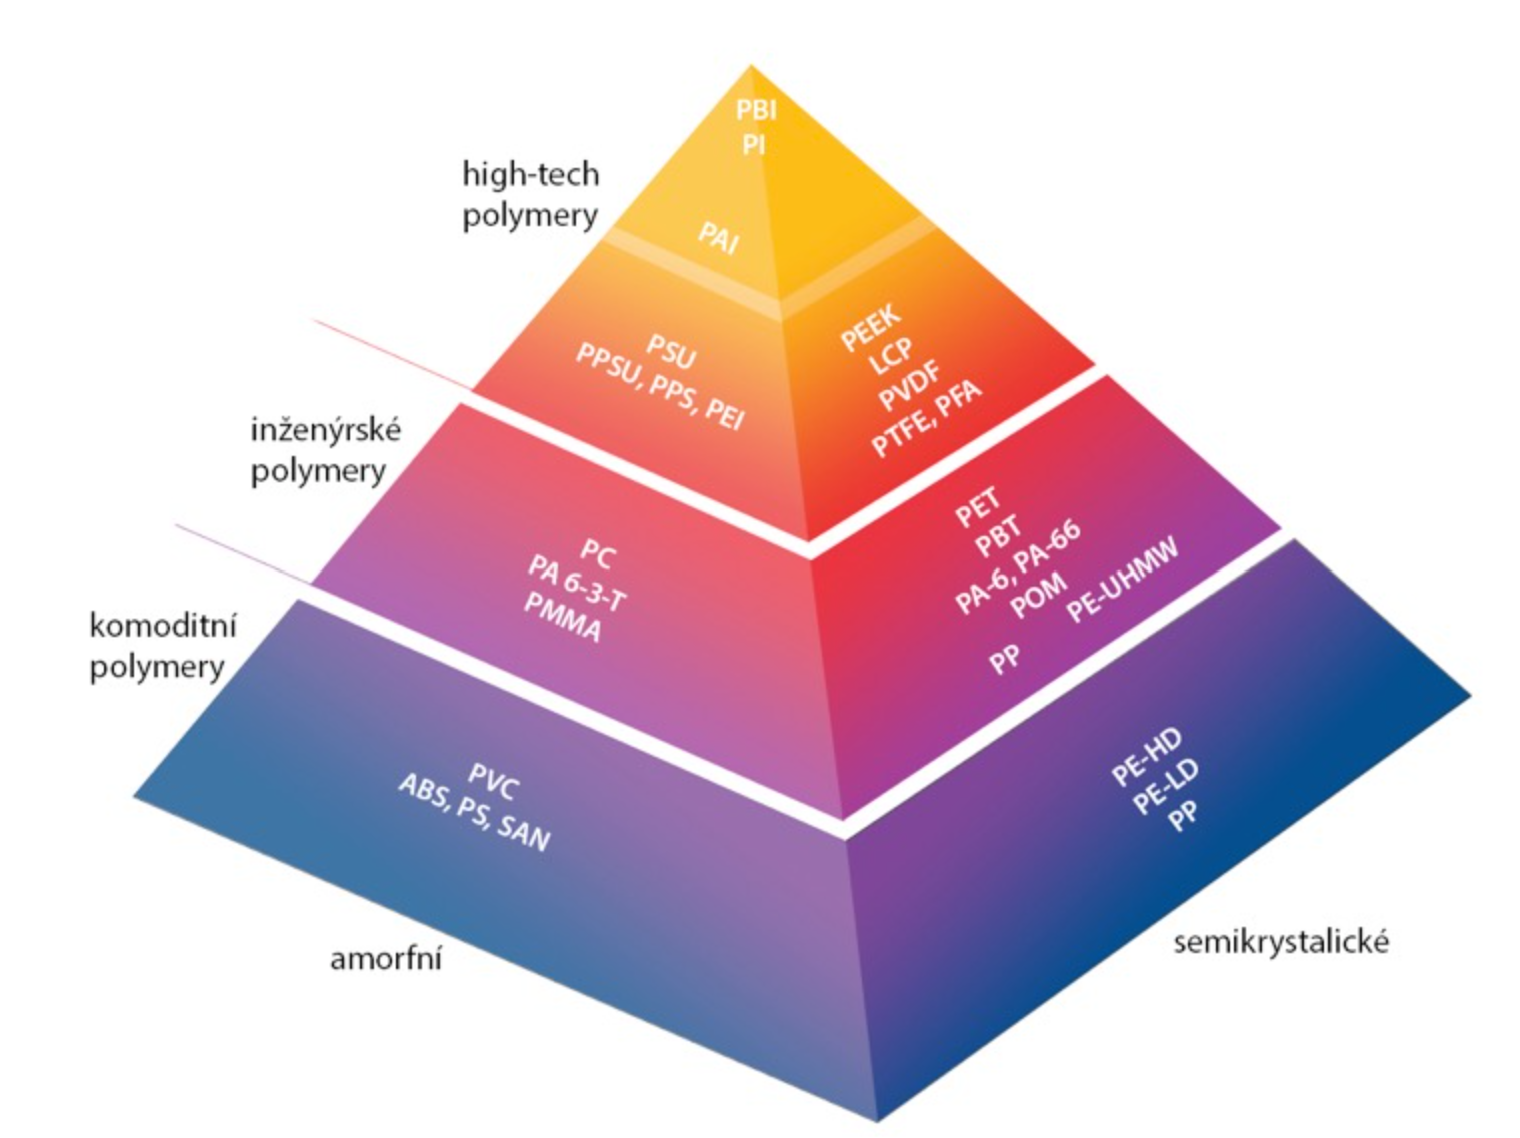 PBI
PI
high-tech
polymery
PAI
PSU
PPSU, PPS, PEI
PEEK
LCP
PVDF
PTFE, PFA
inženýrské
polymery
PC
PA 6-3-T
PMMA
PET
PBT
PA-6, PA-66
POM
PE-UHMW
PP
komoditní
polymery
PVC
ABS, PS, SAN
PE-HD
PE-LD
PP
amorfní
semikrystalické